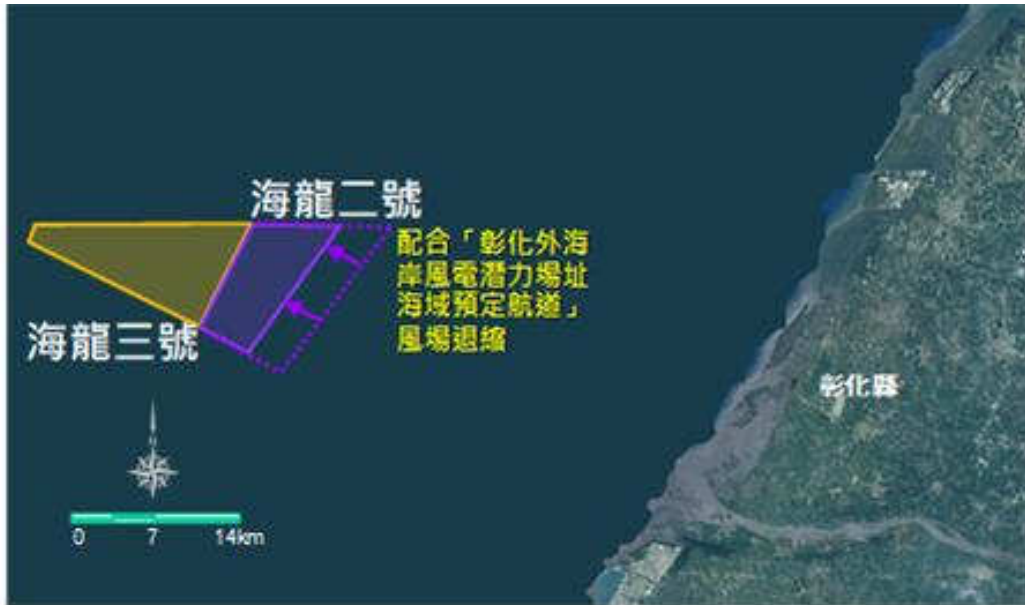 海龍二號
配合「彰化外海
岸風電潛力場址
海域預定航道」
風場退縮
海龍三號
彰化縣
0 7 14km